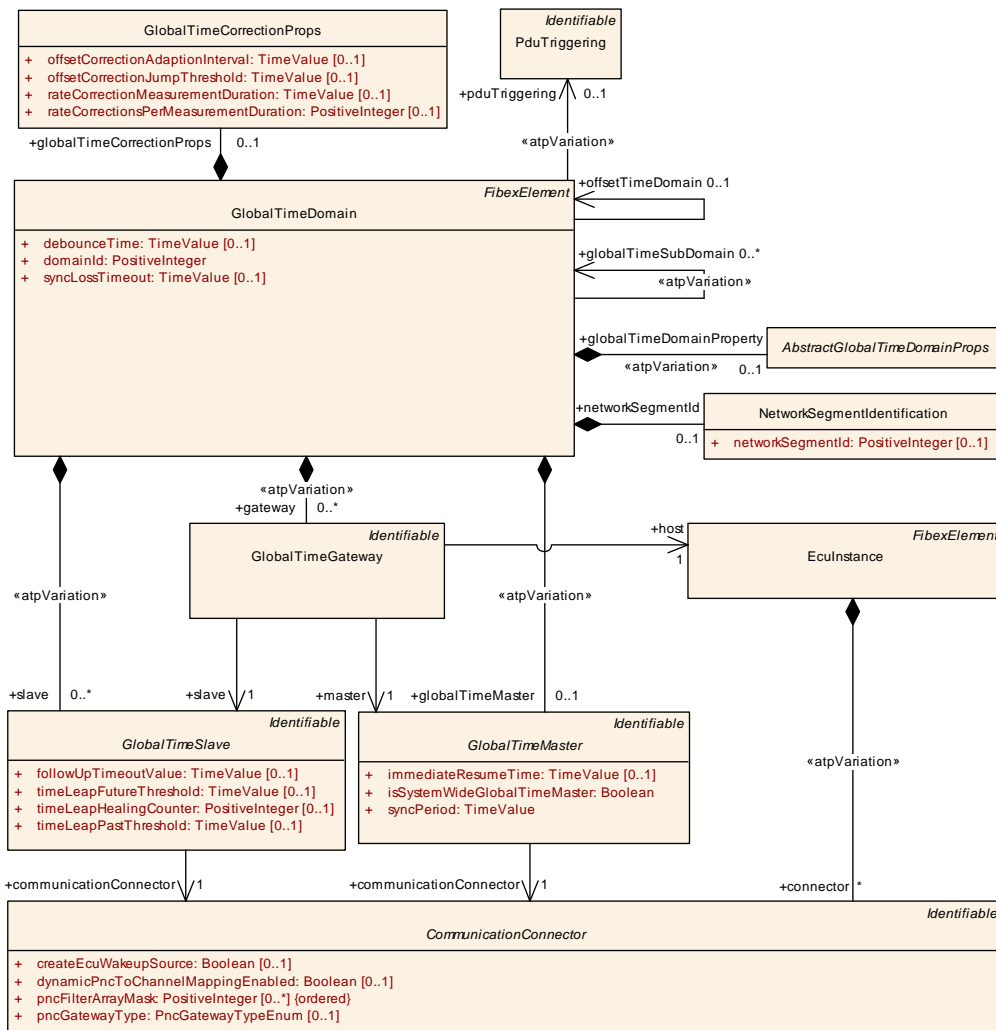 GlobalTimeCorrectionProps
+ offsetCorrectionAdaptionInterval: TimeValue [0..1]
+ offsetCorrectionJumpThreshold: TimeValue [0..1]
+ rateCorrectionMeasurementDuration: TimeValue [0..1]
+ rateCorrectionsPerMeasurementDuration: PositiveInteger [0..1]
Identifiable
PduTriggering
+pduTriggering 0..1
+globalTimeCorrectionProps 0..1
«atpVariation»
FibexElement
GlobalTimeDomain
+ debounceTime: TimeValue [0..1]
+ domainId: PositiveInteger
+ syncLossTimeout: TimeValue [0..1]
+offsetTimeDomain 0..1
+globalTimeSubDomain 0..*
«atpVariation»
+globalTimeDomainProperty
«atpVariation» 0..1
AbstractGlobalTimeDomainProps
+networkSegmentId
0..1
NetworkSegmentIdentification
+ networkSegmentId: PositiveInteger [0..1]
«atpVariation»
+gateway 0..*
Identifiable
GlobalTimeGateway
+host
1
FibexElement
EcuInstance
«atpVariation»
«atpVariation»
+slave 0..*
+slave 1
+master 1
+globalTimeMaster 0..1
Identifiable
GlobalTimeSlave
+ followUpTimeoutValue: TimeValue [0..1]
+ timeLeapFutureThreshold: TimeValue [0..1]
+ timeLeapHealingCounter: PositiveInteger [0..1]
+ timeLeapPastThreshold: TimeValue [0..1]
Identifiable
GlobalTimeMaster
+ immediateResumeTime: TimeValue [0..1]
+ isSystemWideGlobalTimeMaster: Boolean
+ syncPeriod: TimeValue
«atpVariation»
+communicationConnector 1
+communicationConnector 1
+connector *
Identifiable
CommunicationConnector
+ createEcuWakeupSource: Boolean [0..1]
+ dynamicPncToChannelMappingEnabled: Boolean [0..1]
+ pncFilterArrayMask: PositiveInteger [0..*] {ordered}
+ pncGatewayType: PncGatewayTypeEnum [0..1]